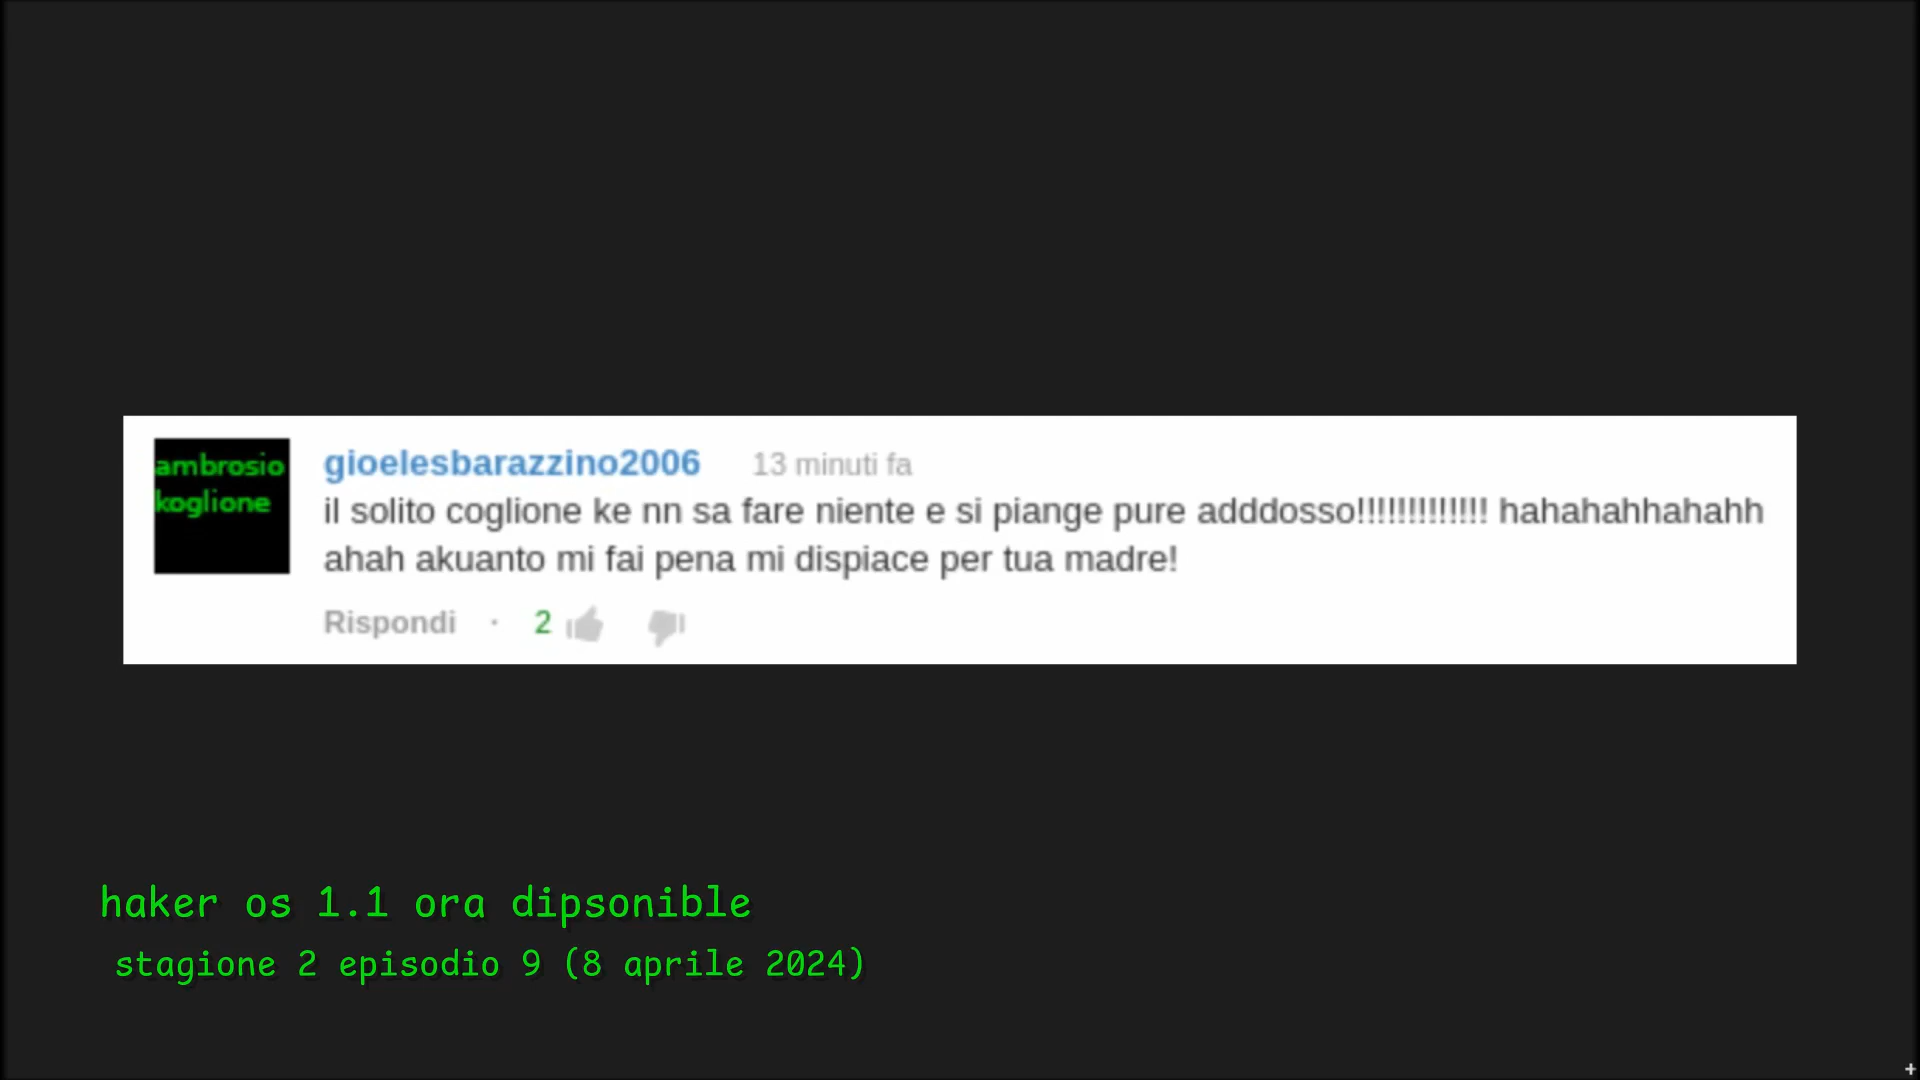 ambrosio
koglione
gioelesbarazzino2006 13 minuti fa
il solito coglione ke nn sa fare niente e si piange pure adddosso!!!!!!!!!!!!! hahahahhahahh
ahah akuanto mi fai pena mi dispiace per tua madre!
Rispondi · 2
haker os 1.1 ora dipsonible
stagione 2 episodio 9 (8 aprile 2024)